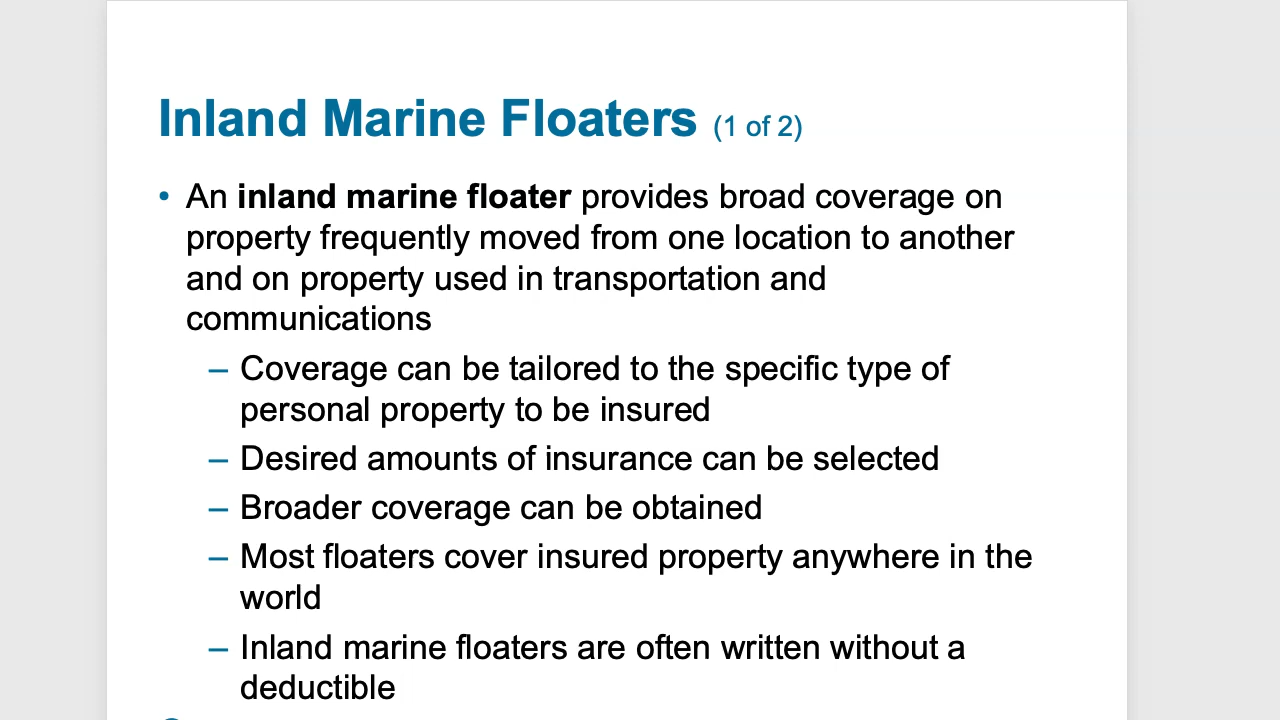 Inland Marine Floaters (1 of 2)
• An inland marine floater provides broad coverage on
property frequently moved from one location to another
and on property used in transportation and
communications
– Coverage can be tailored to the specific type of
personal property to be insured
– Desired amounts of insurance can be selected
– Broader coverage can be obtained
– Most floaters cover insured property anywhere in the
world
– Inland marine floaters are often written without a
deductible